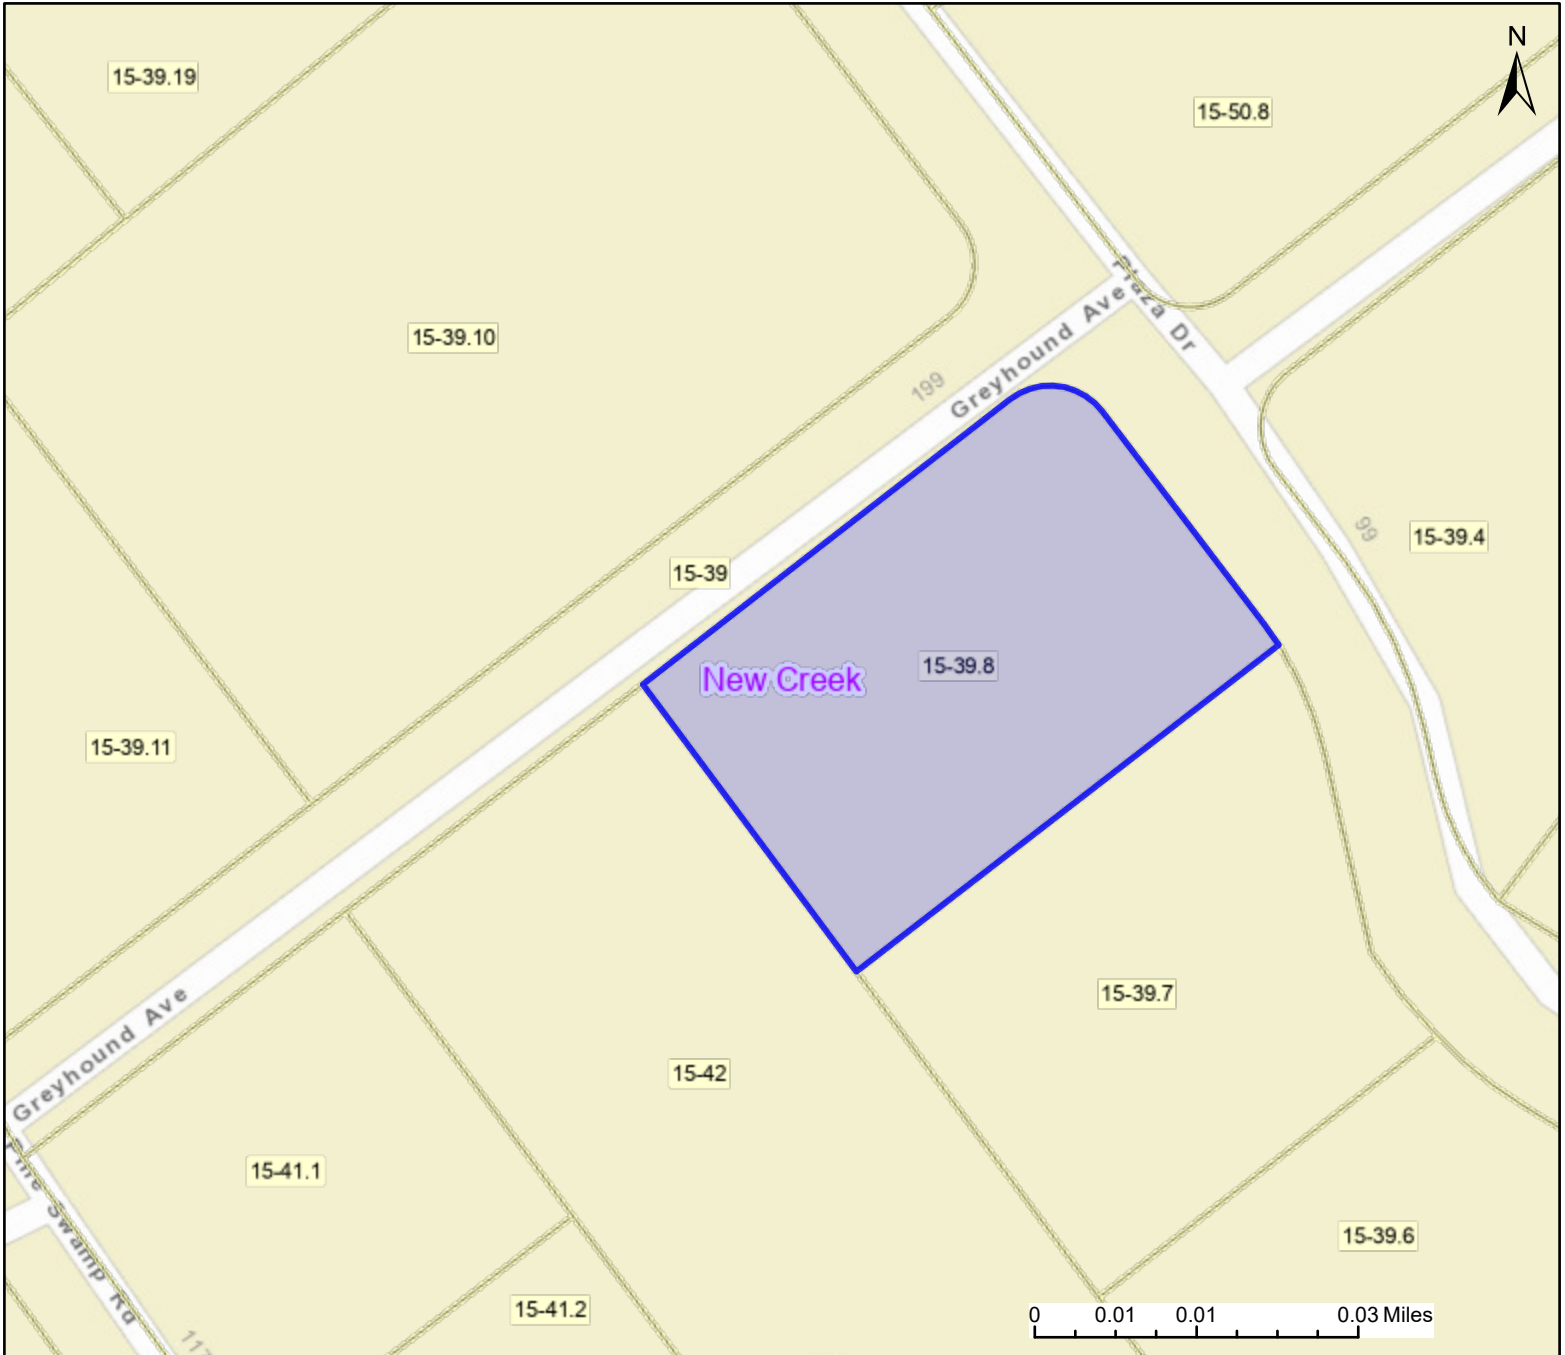 N
15-39.19
15-50.8
Plaza Dr
15-39.10
Greyhound Ave
199
99
15-39.4
15-39
15-39.8
New Creek
15-39.11
15-39.7
Greyhound Ave
15-42
15-41.1
Pine Swamp Rd
15-39.6
15-41.2
117
0 0.01 0.01 0.03 Miles